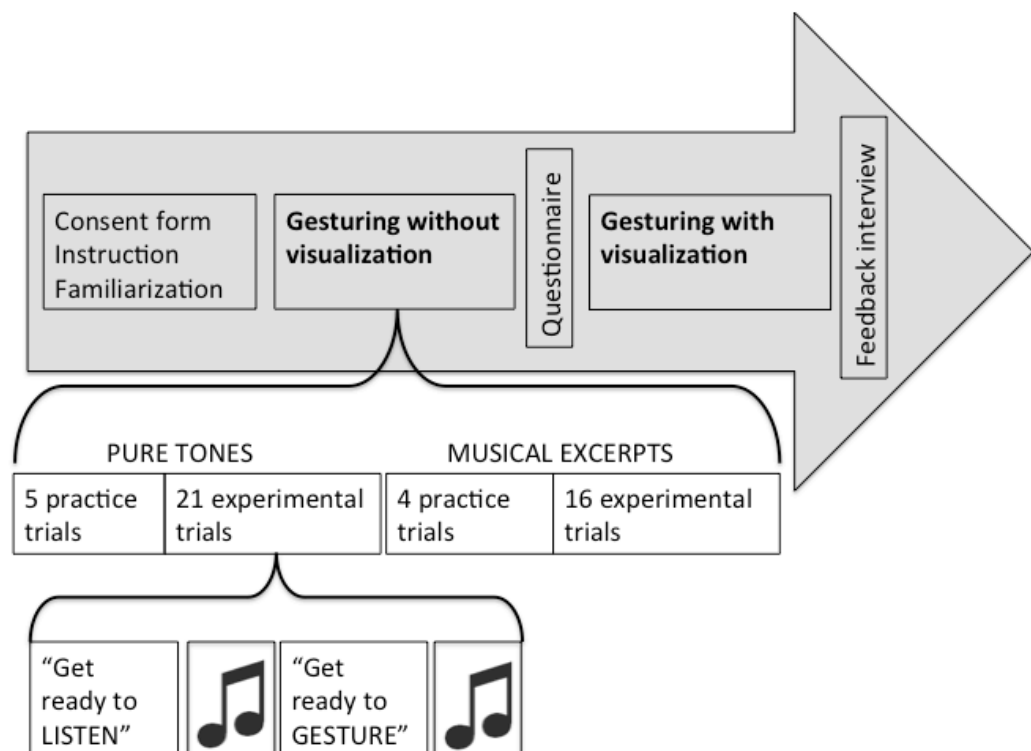 Consent form
Instruction
Familiarization
Gesturing without
visualization
Questionnaire
Gesturing with
visualization
Feedback interview
PURE TONES
MUSICAL EXCERPTS
5 practice
trials
21 experimental
trials
4 practice
trials
16 experimental
trials
“Get
ready to
LISTEN”
“Get
ready to
GESTURE”